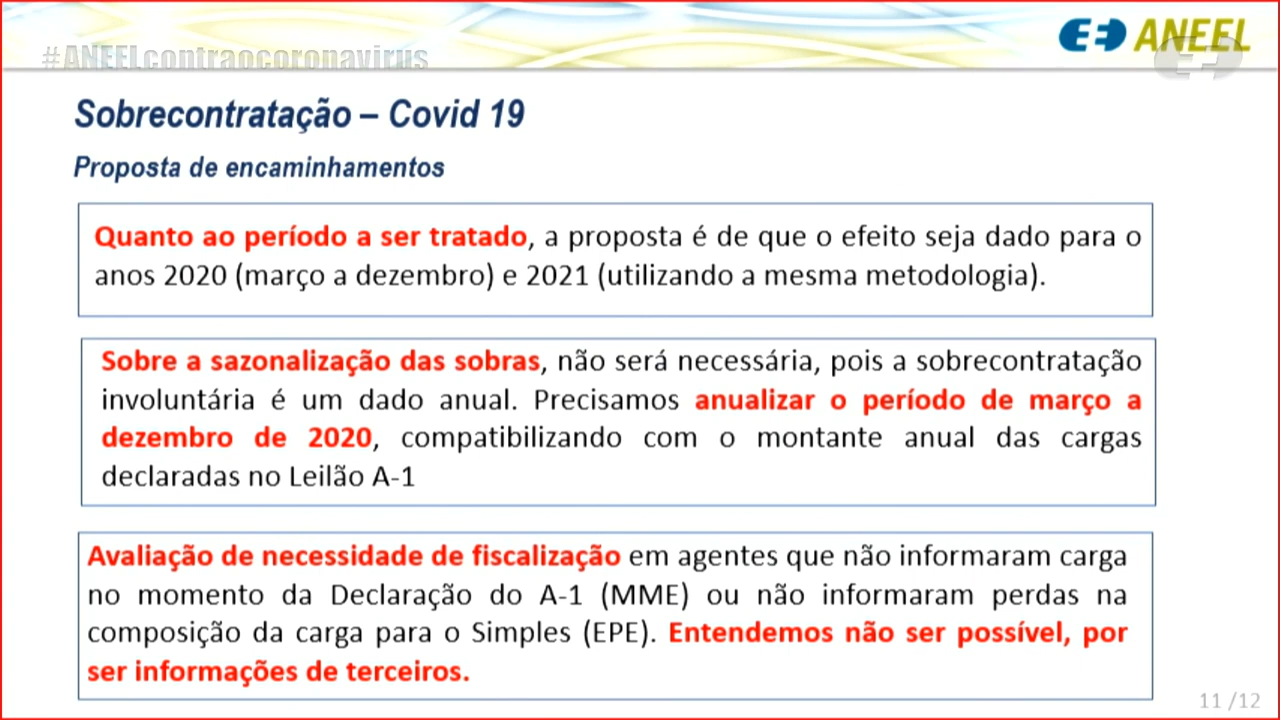 #ANEELcontraocoronavirus
ANEEL
Sobrecontratação – Covid 19
Proposta de encaminhamentos
Quanto ao período a ser tratado, a proposta é de que o efeito seja dado para o
anos 2020 (março a dezembro) e 2021 (utilizando a mesma metodologia).
Sobre a sazonalização das sobras, não será necessária, pois a sobrecontratação
involuntária é um dado anual. Precisamos anualizar o período de março a
dezembro de 2020, compatibilizando com o montante anual das cargas
declaradas no Leilão A-1
Avaliação de necessidade de fiscalização em agentes que não informaram carga
no momento da Declaração do A-1 (MME) ou não informaram perdas na
composição da carga para o Simples (EPE). Entendemos não ser possível, por
ser informações de terceiros.
11 /12